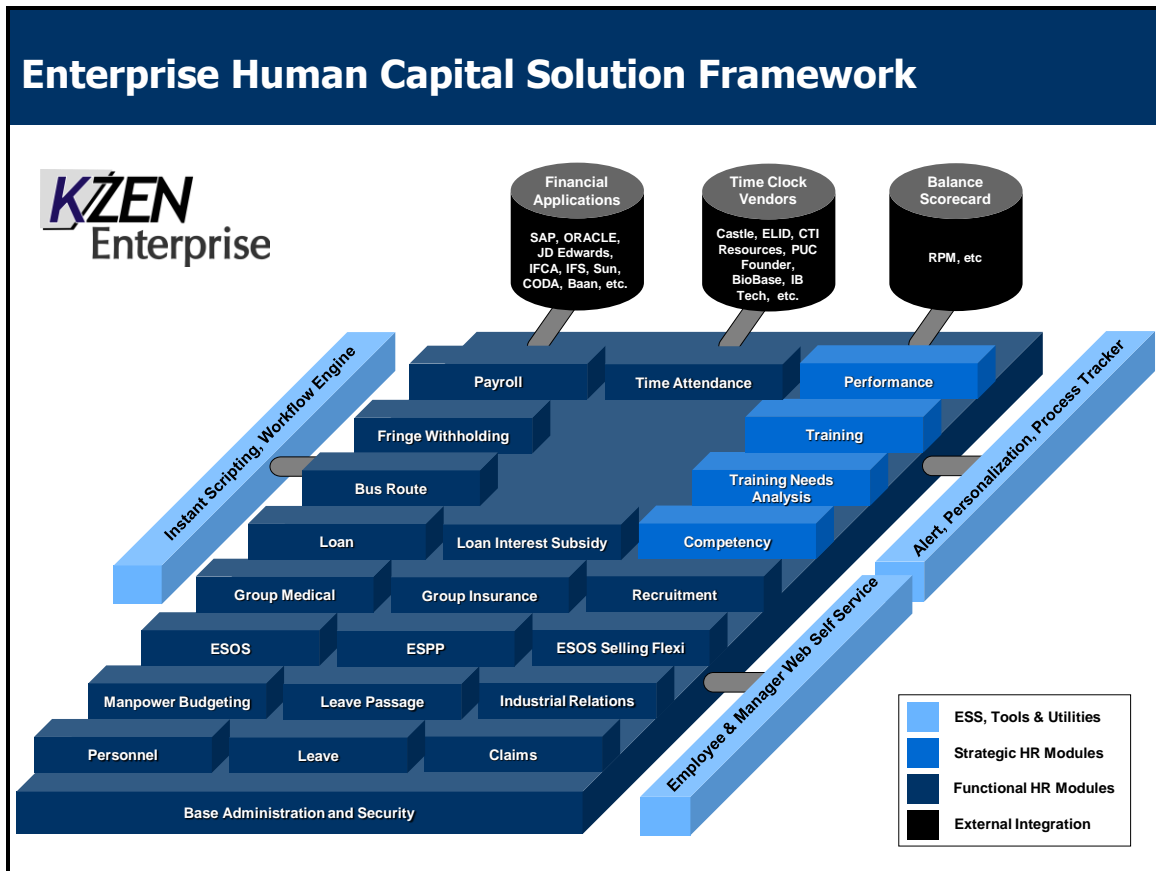 Enterprise Human Capital Solution Framework
KŻEN
Enterprise
Financial
Applications
SAP, ORACLE,
JD Edwards,
IFCA, IFS, Sun,
CODA, Baan, etc.
Time Clock
Vendors
Castle, ELID, CTI
Resources, PUC
Founder,
BioBase, IB
Tech, etc.
Balance
Scorecard
RPM, etc
Instant Scripting, Workflow Engine
Alert, Personalization, Process Tracker
Payroll
Time Attendance
Performance
Fringe Withholding
Training
Bus Route
Training Needs
Analysis
Loan
Loan Interest Subsidy
Competency
Group Medical
Group Insurance
Recruitment
ESOS
ESPP
ESOS Selling Flexi
Manpower Budgeting
Leave Passage
Industrial Relations
Personnel
Leave
Claims
Base Administration and Security
Employee & Manager Web Self Service
ESS, Tools & Utilities
Strategic HR Modules
Functional HR Modules
External Integration